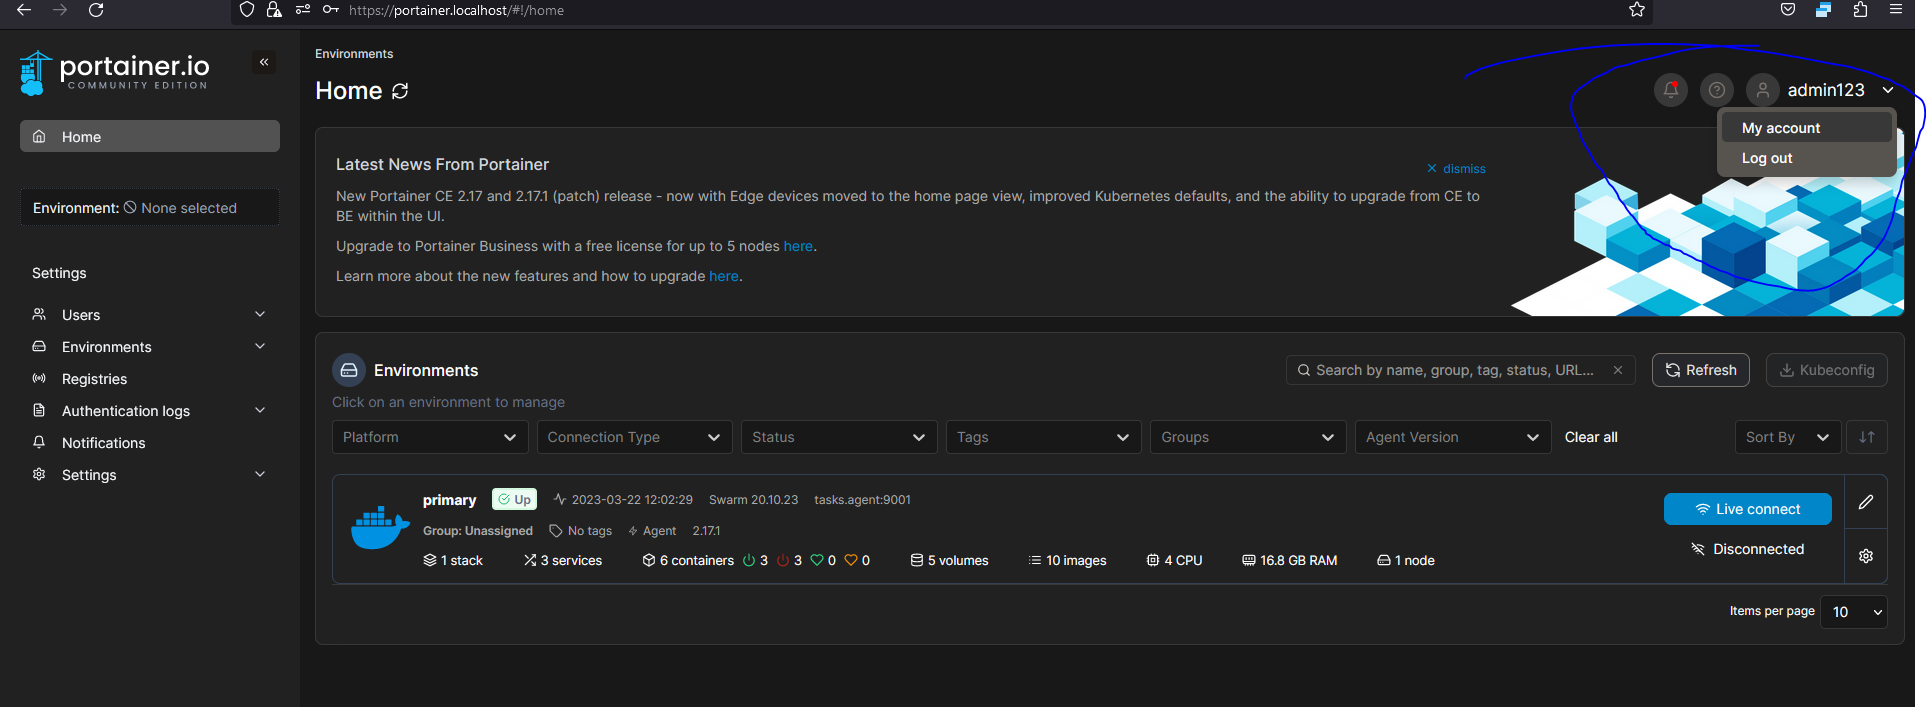 https://portainer.localhost/#!/home
portainer.io
COMMUNITY EDITION
Home
Environment: None selected
Settings
Users
Environments
Registries
Authentication logs
Notifications
Settings
Environments
Home
admin123
My account
Log out
Latest News From Portainer
dismiss
New Portainer CE 2.17 and 2.17.1 (patch) release - now with Edge devices moved to the home page view, improved Kubernetes defaults, and the ability to upgrade from CE to
BE within the UI.
Upgrade to Portainer Business with a free license for up to 5 nodes here.
Learn more about the new features and how to upgrade here.
Environments
Search by name, group, tag, status, URL...
Refresh
Kubeconfig
Click on an environment to manage
Platform Connection Type Status Tags Groups Agent Version Clear all Sort By
primary Up 2023-03-22 12:02:29 Swarm 20.10.23 tasks.agent:9001
Group: Unassigned No tags Agent 2.17.1
1 stack 3 services 6 containers 3 3 0 0 5 volumes 10 images 4 CPU 16.8 GB RAM 1 node
Live connect
Disconnected
Items per page 10